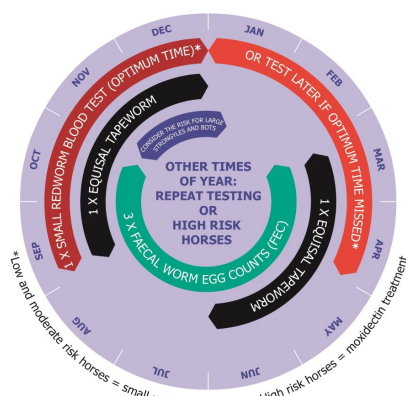 DEC
JAN
FEB
MAR
APR
MAY
JUN
JUL
AUG
SEP
OCT
NOV
1 X SMALL REDWORM BLOOD TEST (OPTIMUM TIME)*
OR TEST LATER IF OPTIMUM TIME MISSED*
1 X EQUISAL TAPEWORM
CONSIDER THE RISK FOR LARGE
STRONGYLES AND BOTS
OTHER TIMES
OF YEAR:
REPEAT TESTING
OR
HIGH RISK
HORSES
3 X FAECAL WORM EGG COUNTS (FEC)
1 X EQUISAL TAPEWORM
*Low and moderate risk horses = small
High risk horses = moxidectin treatment